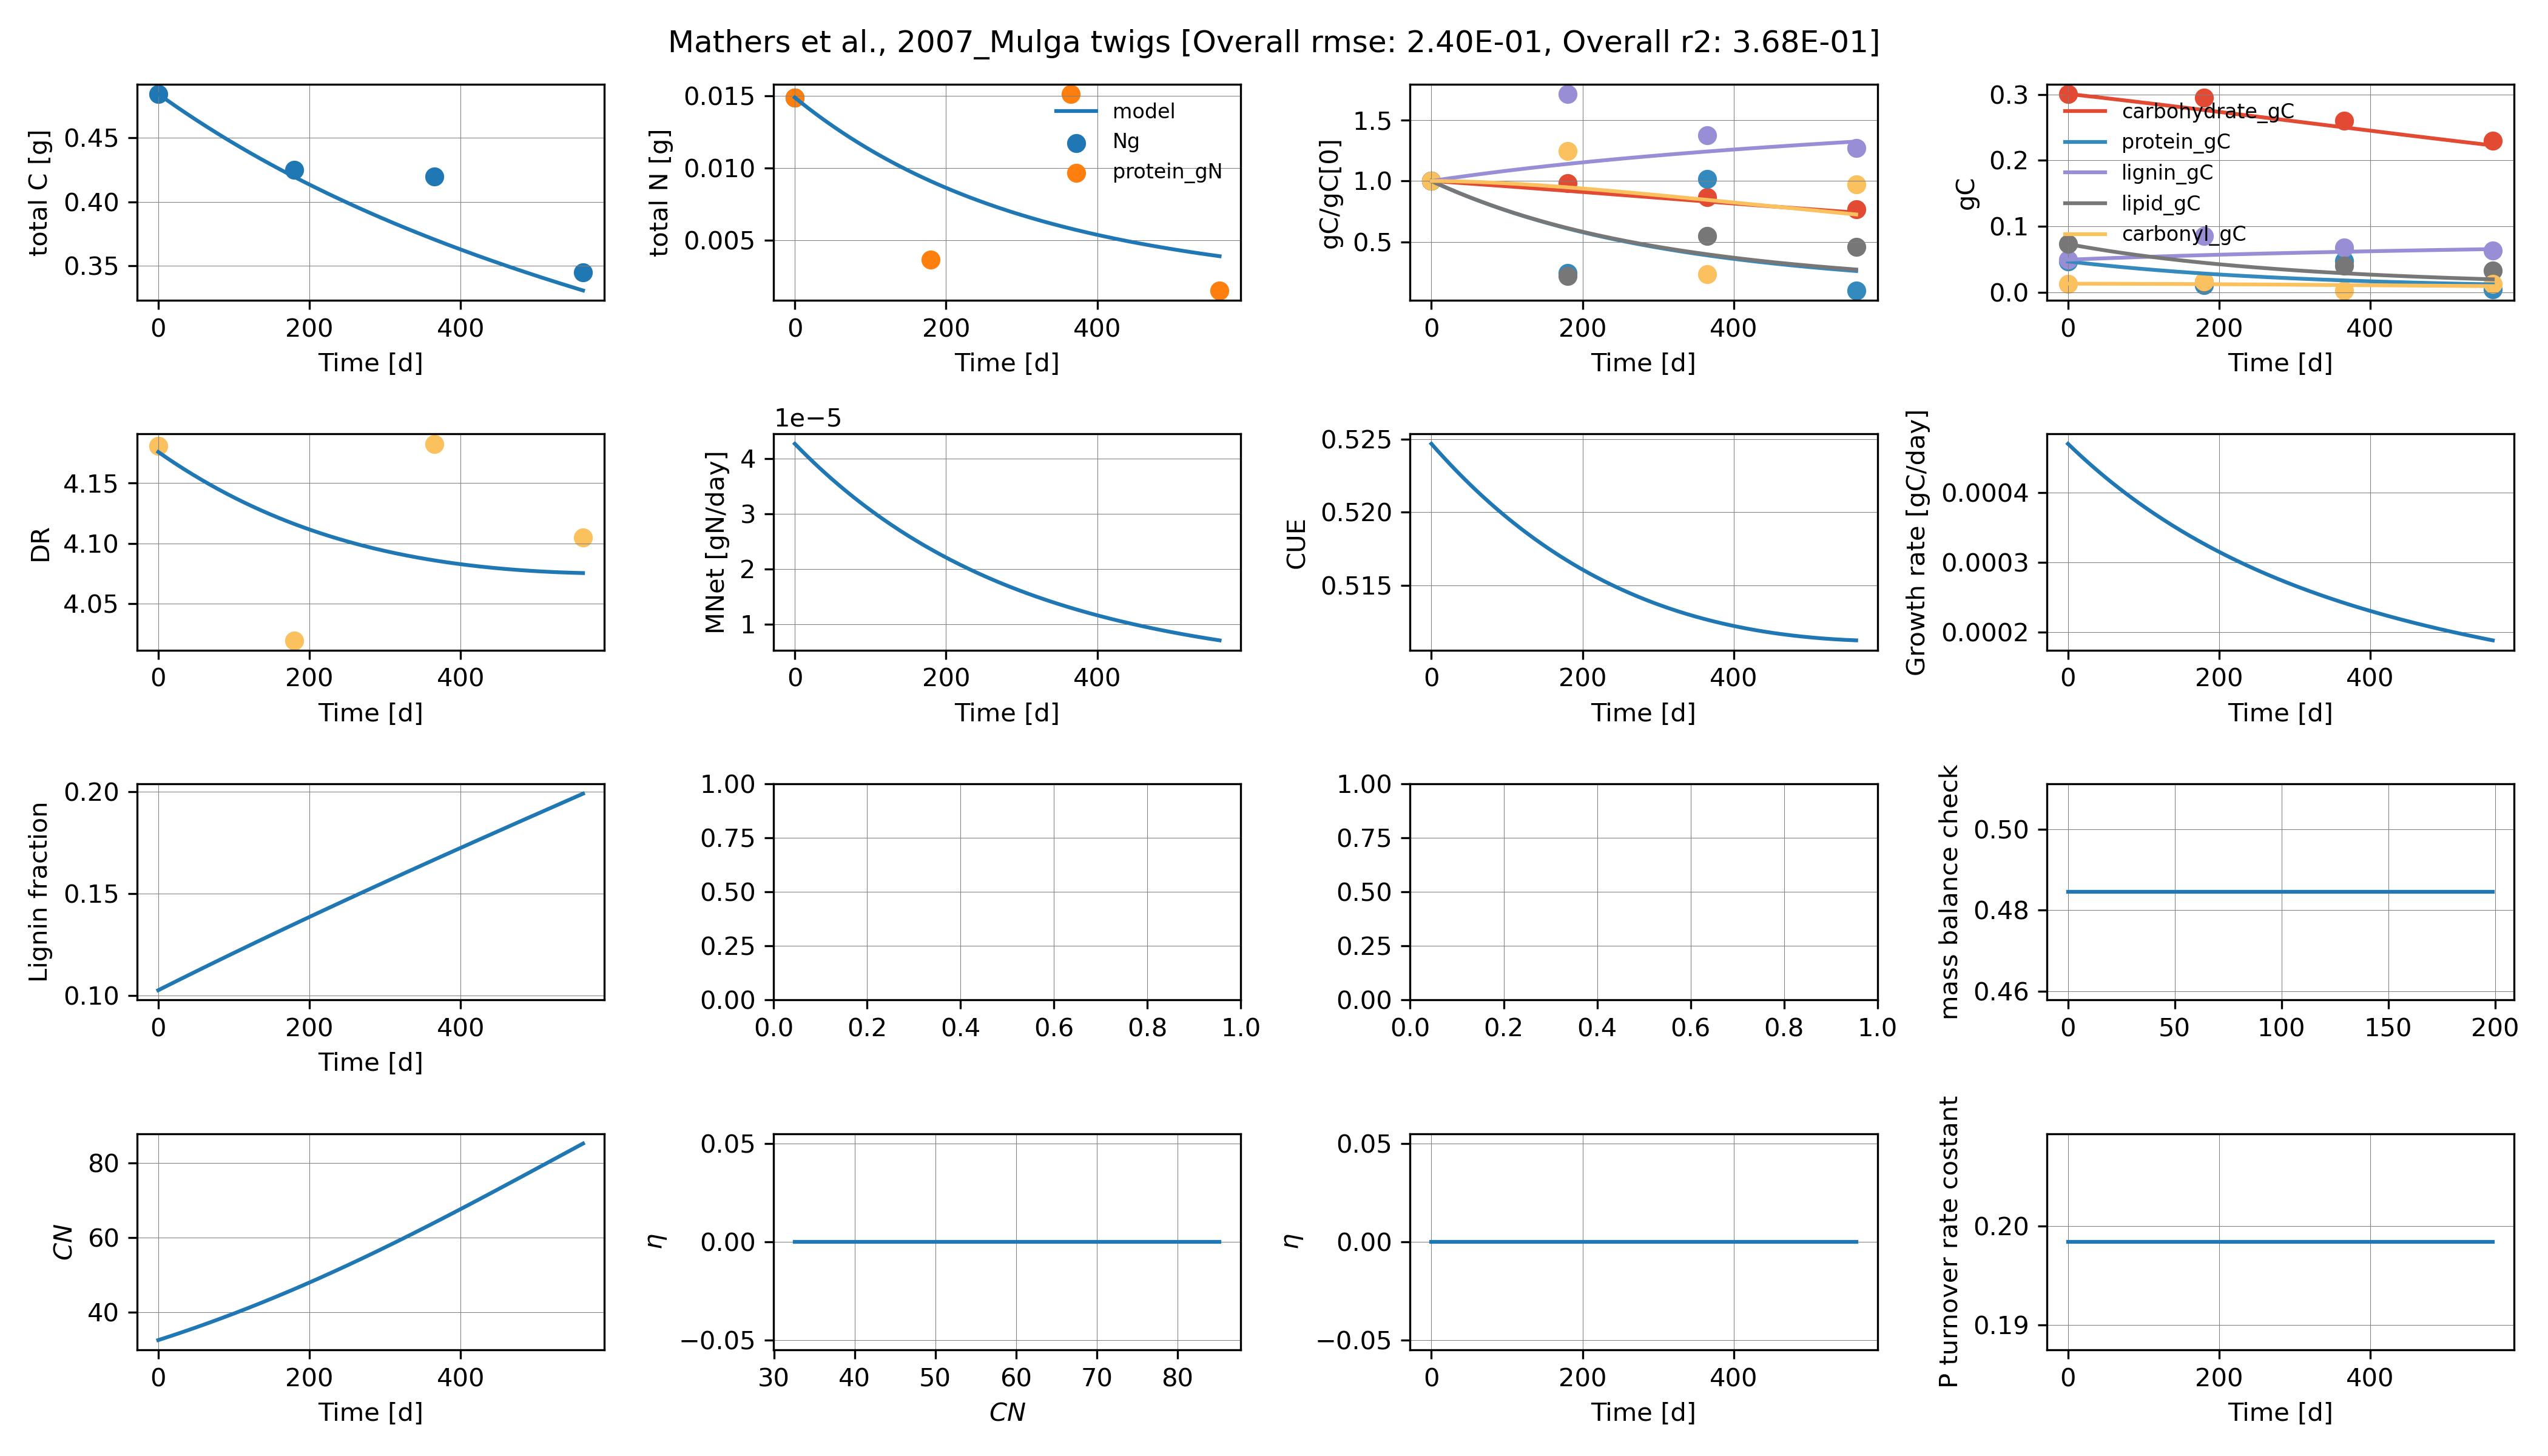 Mathers et al., 2007_Mulga twigs [Overall rmse: 2.40E-01, Overall r2: 3.68E-01]
total C [g]
0.45
0.40
0.35
0 200 400
Time [d]
total N [g]
0.015
0.010
0.005
model
Ng
protein_gN
0 200 400
Time [d]
gC/gC[0]
1.5
1.0
0.5
0 200 400
Time [d]
gC
0.3
0.2
0.1
0.0
carbohydrate_gC
protein_gC
lignin_gC
lipid_gC
carbonyl_gC
0 200 400
Time [d]
DR
4.15
4.10
4.05
0 200 400
Time [d]
1e−5
MNet [gN/day]
4
3
2
1
0 200 400
Time [d]
CUE
0.525
0.520
0.515
0 200 400
Time [d]
Growth rate [gC/day]
0.0004
0.0003
0.0002
0 200 400
Time [d]
Lignin fraction
0.20
0.15
0.10
0 200 400
Time [d]
1.00
0.75
0.50
0.25
0.00
0.0 0.2 0.4 0.6 0.8 1.0
1.00
0.75
0.50
0.25
0.00
0.0 0.2 0.4 0.6 0.8 1.0
mass balance check
0.50
0.48
0.46
0 50 100 150 200
CN
80
60
40
0 200 400
Time [d]
η
0.05
0.00
−0.05
30 40 50 60 70 80
CN
η
0.05
0.00
−0.05
0 200 400
Time [d]
P turnover rate costant
0.20
0.19
0 200 400
Time [d]